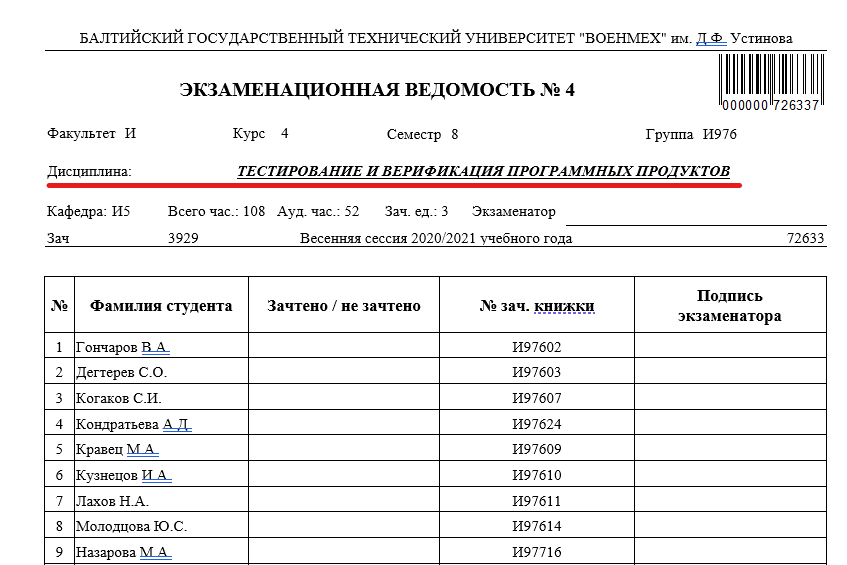 БАЛТИЙСКИЙ ГОСУДАРСТВЕННЫЙ ТЕХНИЧЕСКИЙ УНИВЕРСИТЕТ "ВОЕНМЕХ" им. Д.Ф. Устинова
ЭКЗАМЕНАЦИОННАЯ ВЕДОМОСТЬ № 4
000000 726337
Факультет И Курс 4 Семестр 8 Группа И976
Дисциплина: ТЕСТИРОВАНИЕ И ВЕРИФИКАЦИЯ ПРОГРАММНЫХ ПРОДУКТОВ
Кафедра: И5 Всего час.: 108 Ауд. час.: 52 Зач. ед.: 3 Экзаменатор
Зач 3929 Весенняя сессия 2020/2021 учебного года 72633
№ Фамилия студента Зачтено / не зачтено № зач. книжки Подпись экзаменатора
1 Гончаров В.А. И97602
2 Дегтерев С.О. И97603
3 Когаков С.И. И97607
4 Кондратьева А.Д. И97624
5 Кравец М.А. И97609
6 Кузнецов И.А. И97610
7 Лахов Н.А. И97611
8 Молодцова Ю.С. И97614
9 Назарова М.А. И97716